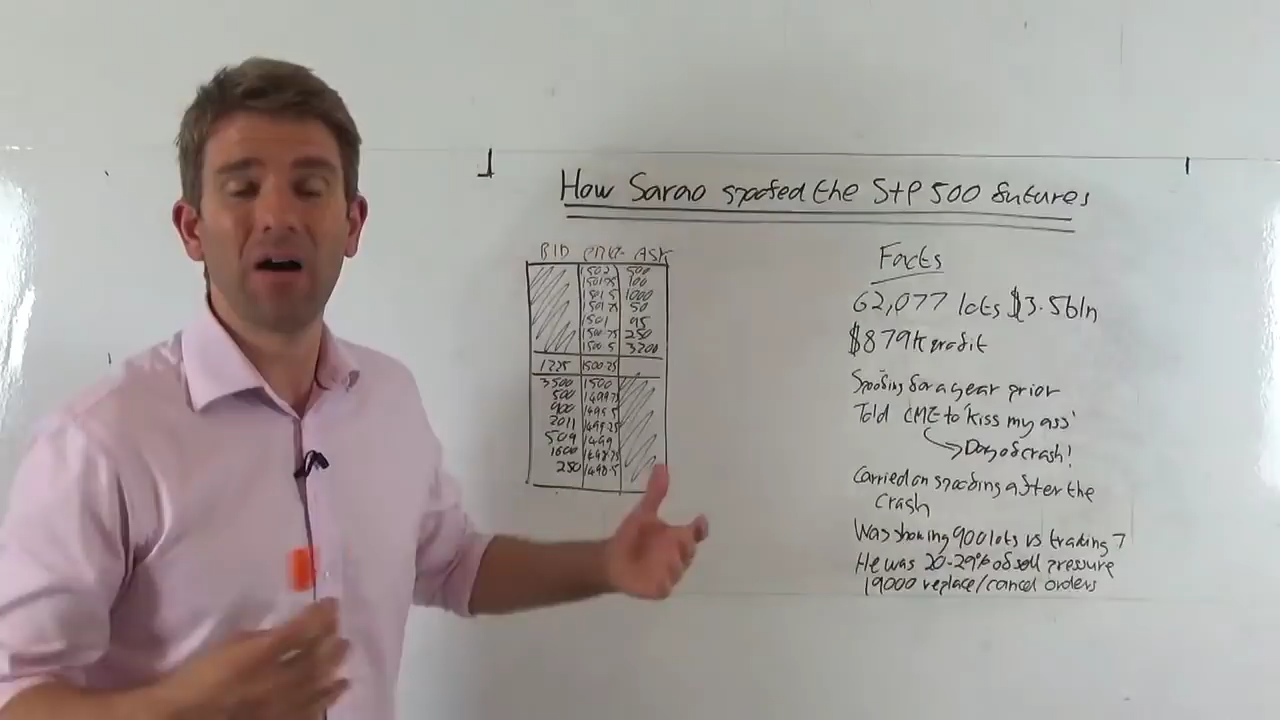 How Sarao spoofed the S+P 500 futures
BID PRICE ASK
1502 500
1501.75 100
1501.5 1000
1501.25 50
1501 95
1500.75 250
1500.5 3200
1225 1500.25
3500 1500
500 1499.75
900 1499.5
2011 1499.25
509 1499
1600 1498.75
250 1498.5
Facts
62,077 lots $3.5bln
$879K profit
Spoofing for a year prior
Told CME to 'kiss my ass'
Day of crash!
Carried on spoofing after the
crash
Was showing 900 lots vs trading 7
He was 20-29% of sell pressure
19000 replace/cancel orders